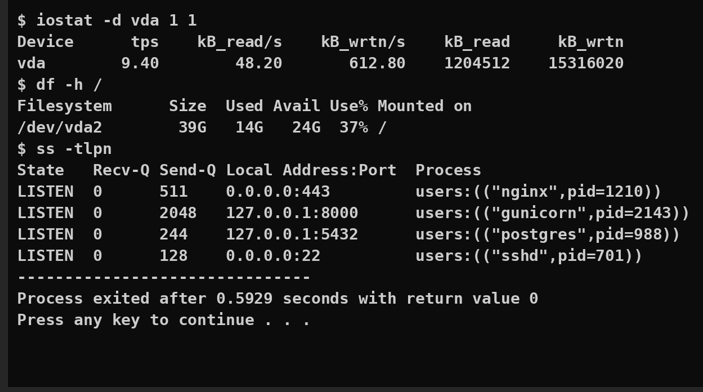 $ iostat -d vda 1 1
Device      tps    kB_read/s    kB_wrtn/s    kB_read     kB_wrtn
vda        9.40        48.20       612.80    1204512    15316020
$ df -h /
Filesystem      Size  Used Avail Use% Mounted on
/dev/vda2        39G   14G   24G  37% /
$ ss -tlpn
State   Recv-Q Send-Q Local Address:Port  Process
LISTEN  0      511    0.0.0.0:443         users:(("nginx",pid=1210))
LISTEN  0      2048   127.0.0.1:8000      users:(("gunicorn",pid=2143))
LISTEN  0      244    127.0.0.1:5432      users:(("postgres",pid=988))
LISTEN  0      128    0.0.0.0:22          users:(("sshd",pid=701))
-------------------------------
Process exited after 0.5929 seconds with return value 0
Press any key to continue . . .